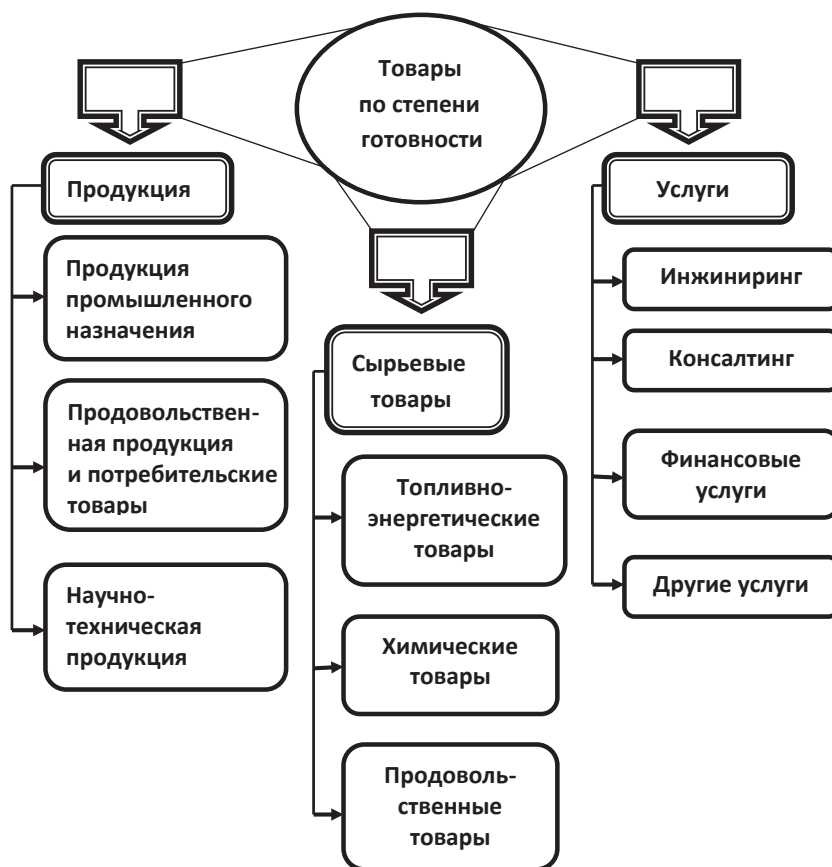 Товары
по степени
готовности
Продукция
Продукция
промышленного
назначения
Продовольствен-
ная продукция
и потребительские
товары
Научно-
техническая
продукция
Сырьевые
товары
Топливно-
энергетические
товары
Химические
товары
Продоволь-
ственные
товары
Услуги
Инжиниринг
Консалтинг
Финансовые
услуги
Другие услуги